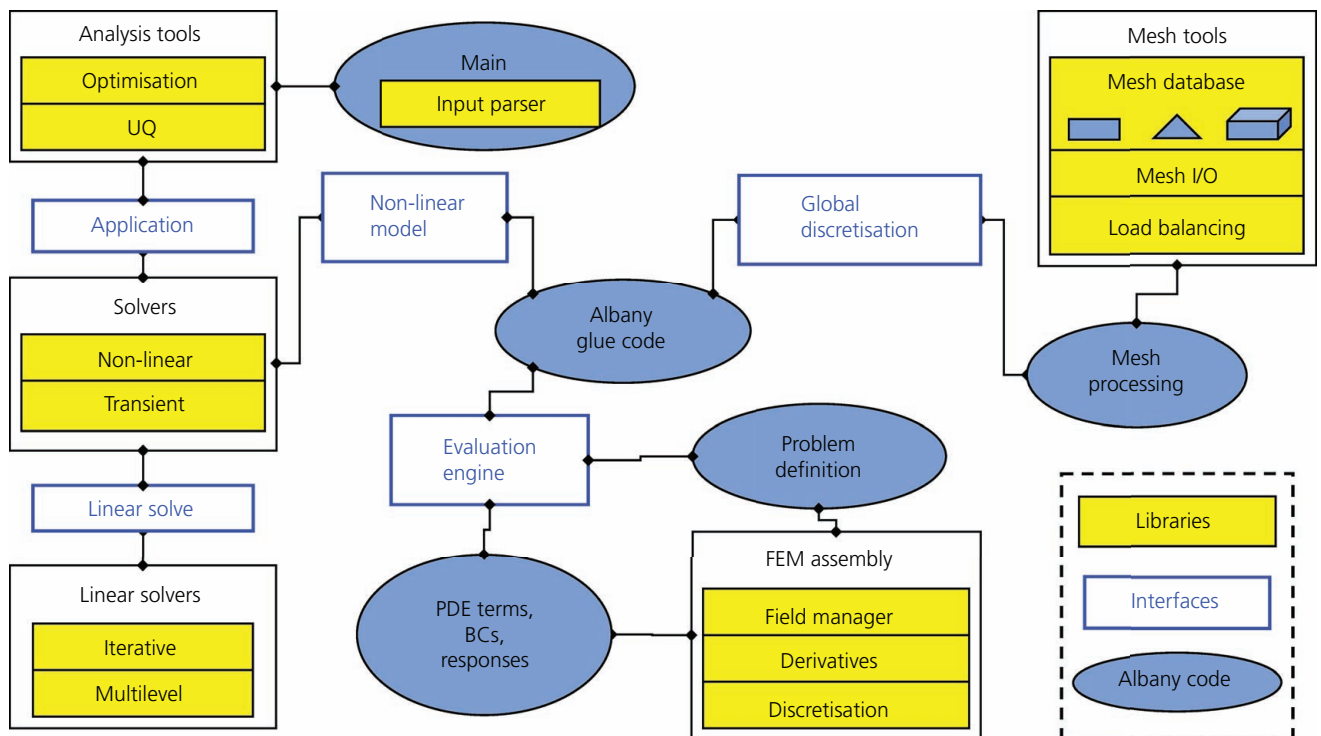 Analysis tools
Optimisation
UQ
Main
Input parser
Mesh tools
Mesh database
Mesh I/O
Load balancing
Application
Non-linear
model
Global
discretisation
Solvers
Non-linear
Transient
Albany
glue code
Mesh
processing
Linear solve
Evaluation
engine
Problem
definition
Linear solvers
Iterative
Multilevel
PDE terms,
BCs,
responses
FEM assembly
Field manager
Derivatives
Discretisation
Libraries
Interfaces
Albany code